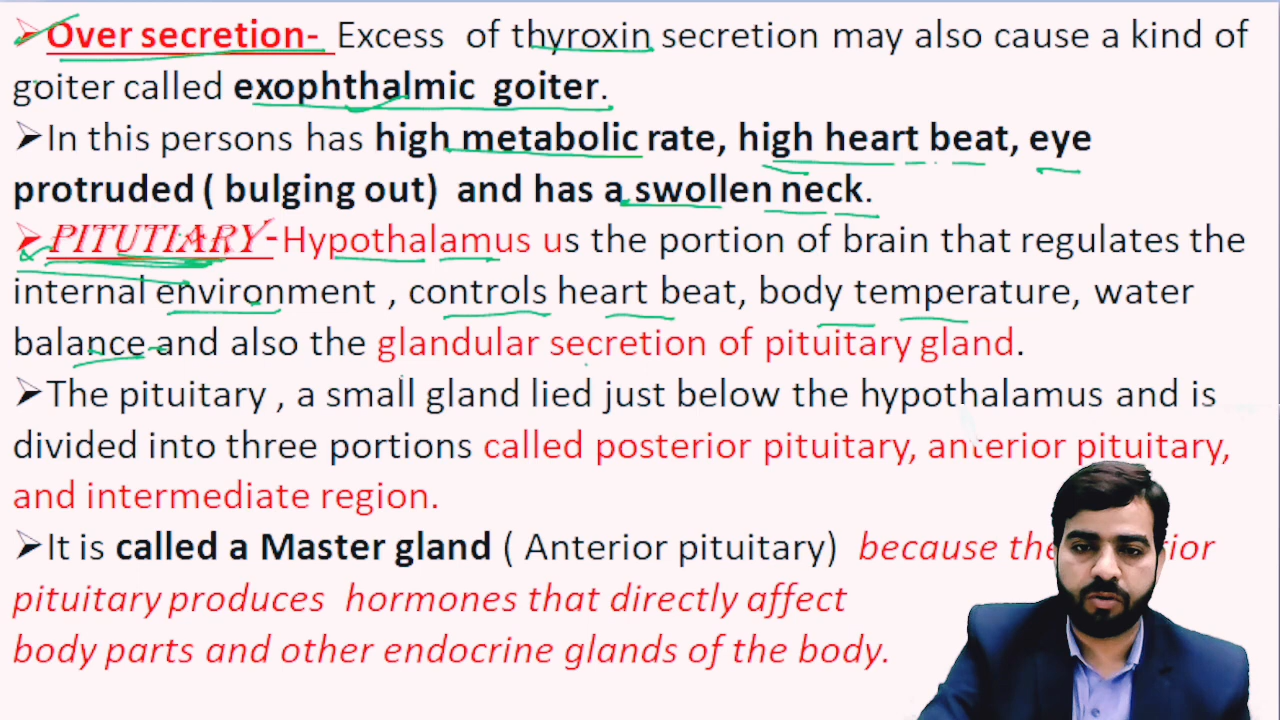 ➢Over secretion- Excess of thyroxin secretion may also cause a kind of
goiter called exophthalmic goiter.
➢In this persons has high metabolic rate, high heart beat, eye
protruded ( bulging out) and has a swollen neck.
➢PITUTIARY-Hypothalamus us the portion of brain that regulates the
internal environment , controls heart beat, body temperature, water
balance and also the glandular secretion of pituitary gland.
➢The pituitary , a small gland lied just below the hypothalamus and is
divided into three portions called posterior pituitary, anterior pituitary,
and intermediate region.
➢It is called a Master gland ( Anterior pituitary) because the
pituitary produces hormones that directly affect
body parts and other endocrine glands of the body.